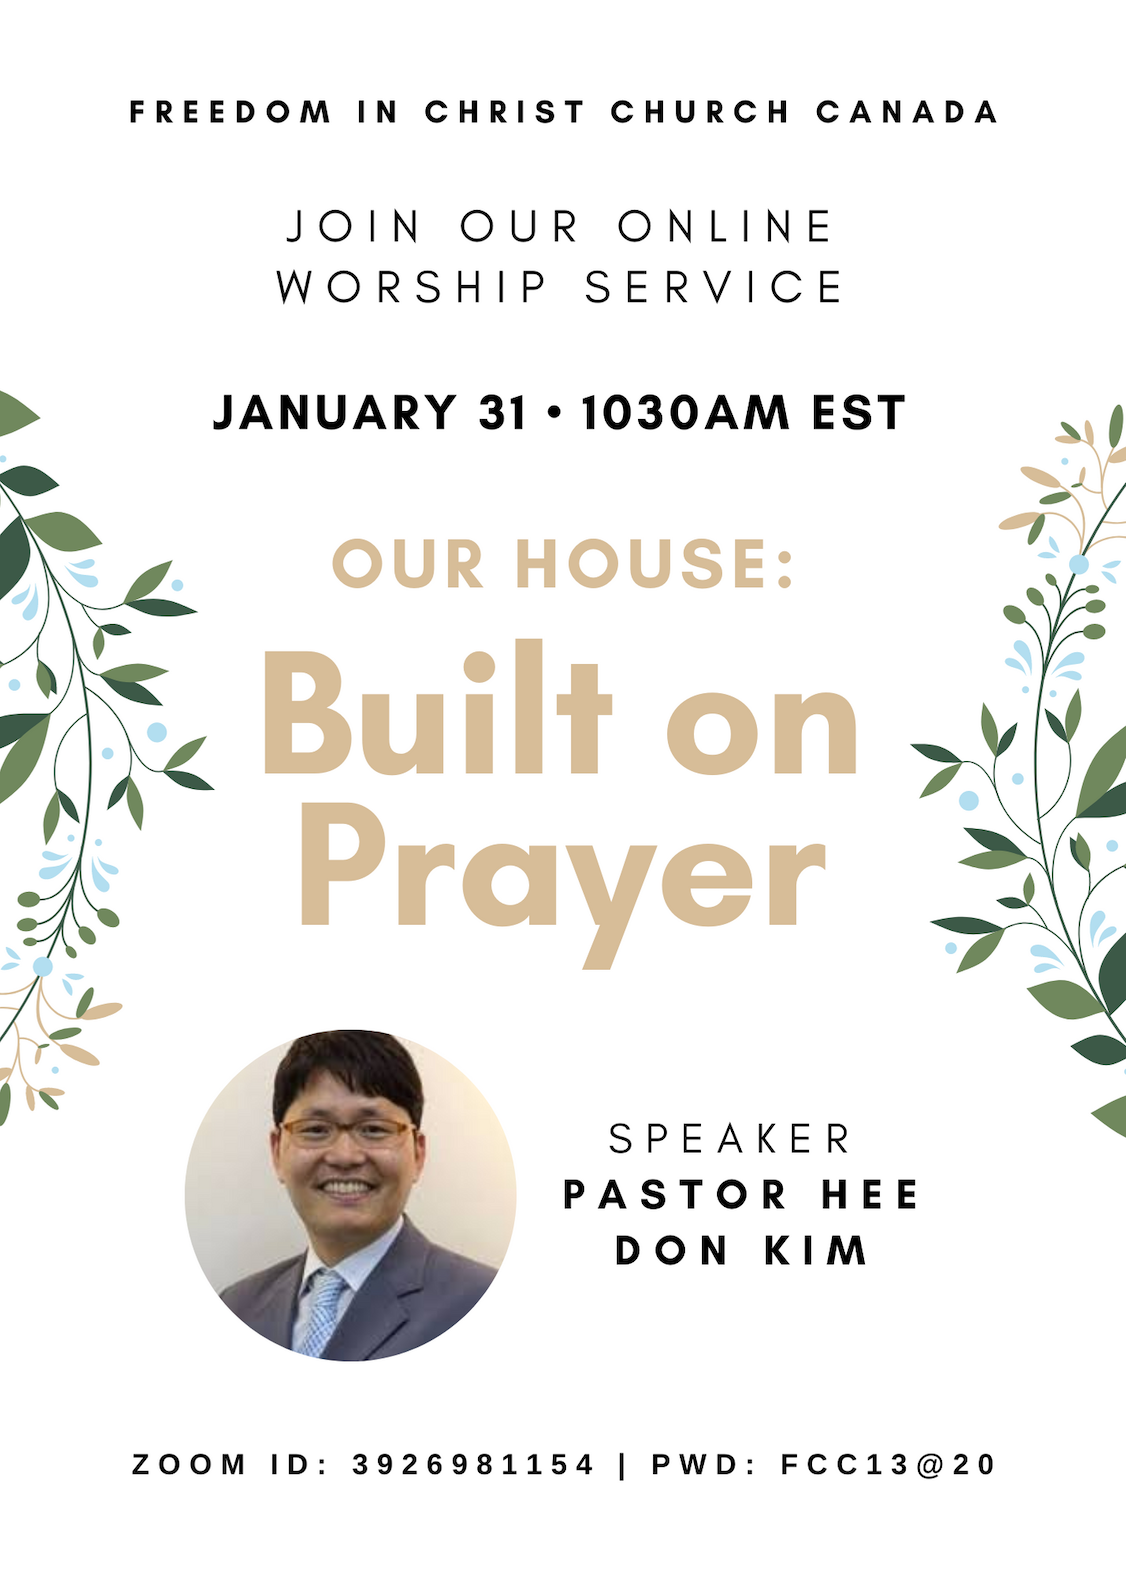 FREEDOM IN CHRIST CHURCH CANADA
JOIN OUR ONLINE
WORSHIP SERVICE
JANUARY 31 • 1030AM EST
OUR HOUSE:
Built on
Prayer
SPEAKER
PASTOR HEE
DON KIM
ZOOM ID: 3926981154 | PWD: FCC13@20